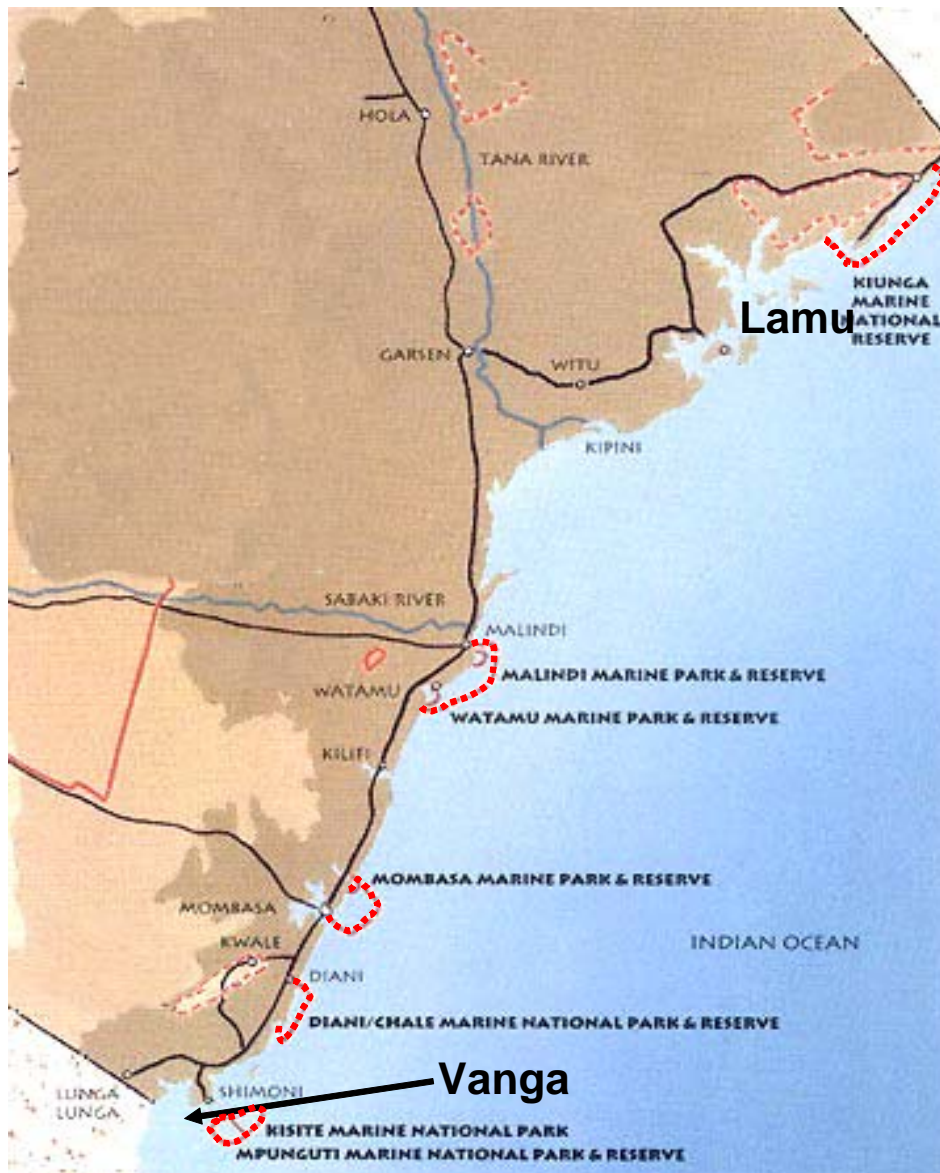 HOLA
TANA RIVER
KIUNGA
MARINE
NATIONAL
RESERVE
Lamu
GARSEN
WITU
KIPINI
SABAKI RIVER
MALINDI
MALINDI MARINE PARK & RESERVE
WATAMU
WATAMU MARINE PARK & RESERVE
KILIFI
MOMBASA MARINE PARK & RESERVE
MOMBASA
KWALE
INDIAN OCEAN
DIANI
DIANI/CHALE MARINE NATIONAL PARK & RESERVE
Vanga
LUNGA
LUNGA
SHIMONI
KISITE MARINE NATIONAL PARK
MPUNGUTI MARINE NATIONAL PARK & RESERVE